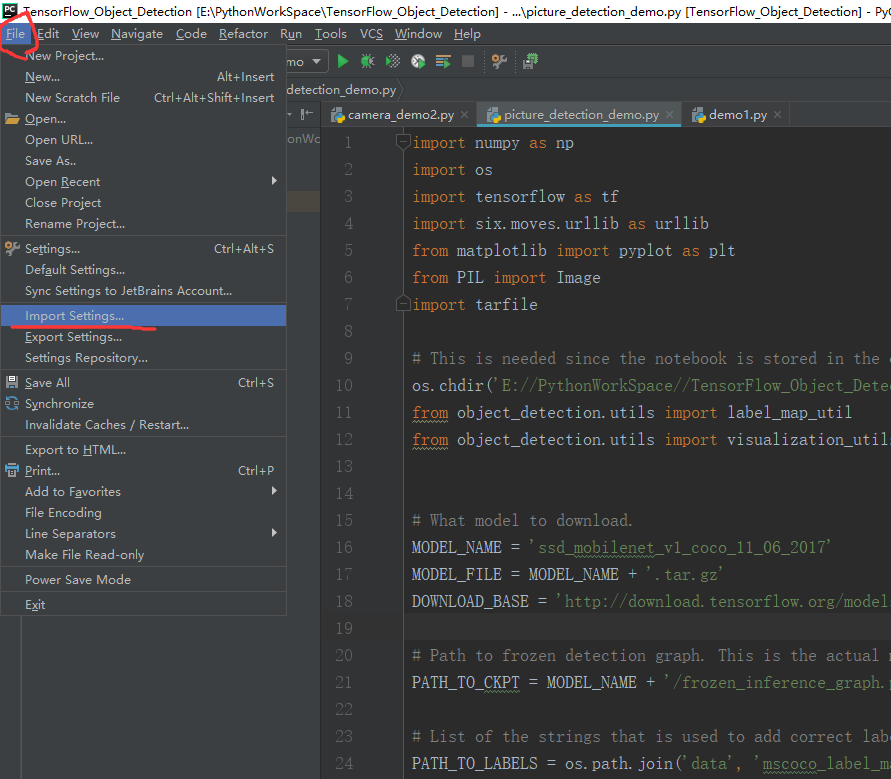 TensorFlow_Object_Detection [E:\PythonWorkSpace\TensorFlow_Object_Detection] - ...\picture_detection_demo.py [TensorFlow_Object_Detection] - PyC
File Edit View Navigate Code Refactor Run Tools VCS Window Help
New Project...
New... Alt+Insert
New Scratch File Ctrl+Alt+Shift+Insert
Open...
Open URL...
Save As..
Open Recent
Close Project
Rename Project...
Settings... Ctrl+Alt+S
Default Settings...
Sync Settings to JetBrains Account...
Import Settings...
Export Settings...
Settings Repository...
Save All Ctrl+S
Synchronize
Invalidate Caches / Restart...
Export to HTML...
Print... Ctrl+P
Add to Favorites
File Encoding
Line Separators
Make File Read-only
Power Save Mode
Exit
mo
detection_demo.py
onWo
camera_demo2.py picture_detection_demo.py demo1.py
1 import numpy as np
2 import os
3 import tensorflow as tf
4 import six.moves.urllib as urllib
5 from matplotlib import pyplot as plt
6 from PIL import Image
7 import tarfile
8
9 # This is needed since the notebook is stored in the
10 os.chdir('E://PythonWorkSpace//TensorFlow_Object_Detec
11 from object_detection.utils import label_map_util
12 from object_detection.utils import visualization_utils
13
14
15 # What model to download.
16 MODEL_NAME = 'ssd_mobilenet_v1_coco_11_06_2017'
17 MODEL_FILE = MODEL_NAME + '.tar.gz'
18 DOWNLOAD_BASE = 'http://download.tensorflow.org/models
19
20 # Path to frozen detection graph. This is the actual
21 PATH_TO_CKPT = MODEL_NAME + '/frozen_inference_graph.p
22
23 # List of the strings that is used to add correct labe
24 PATH_TO_LABELS = os.path.join('data', 'mscoco_label_ma